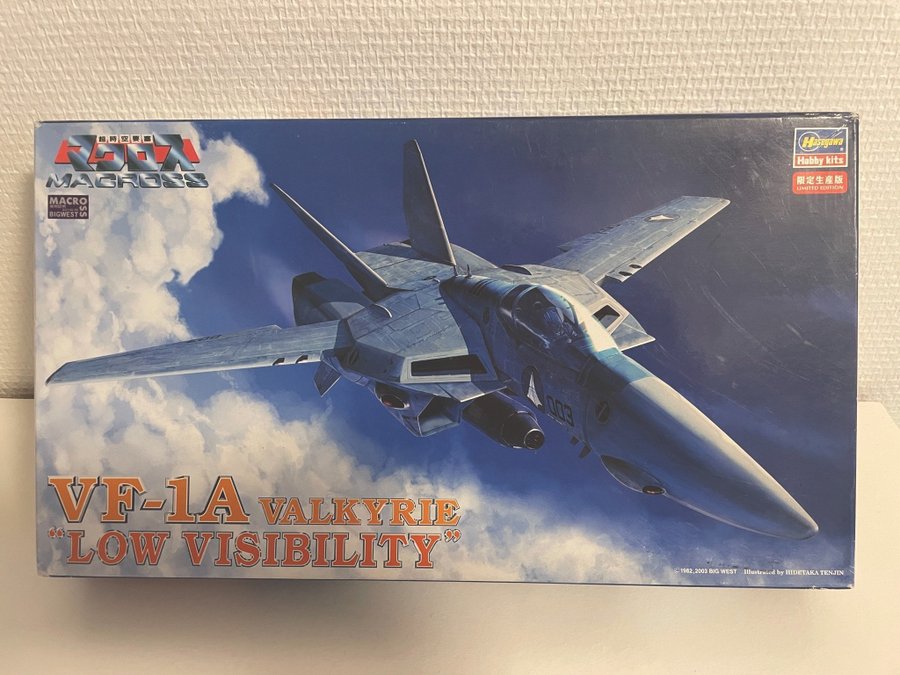 超時空要塞
マクロス
MACROSS
MACROSS
BIGWEST
Hasegawa
Hobby kits
限定生産版
LIMITED EDITION
003
VF-1A VALKYRIE
"LOW VISIBILITY"
© 1982, 2003 BIG WEST Illustrated by HIDETAKA TENJIN